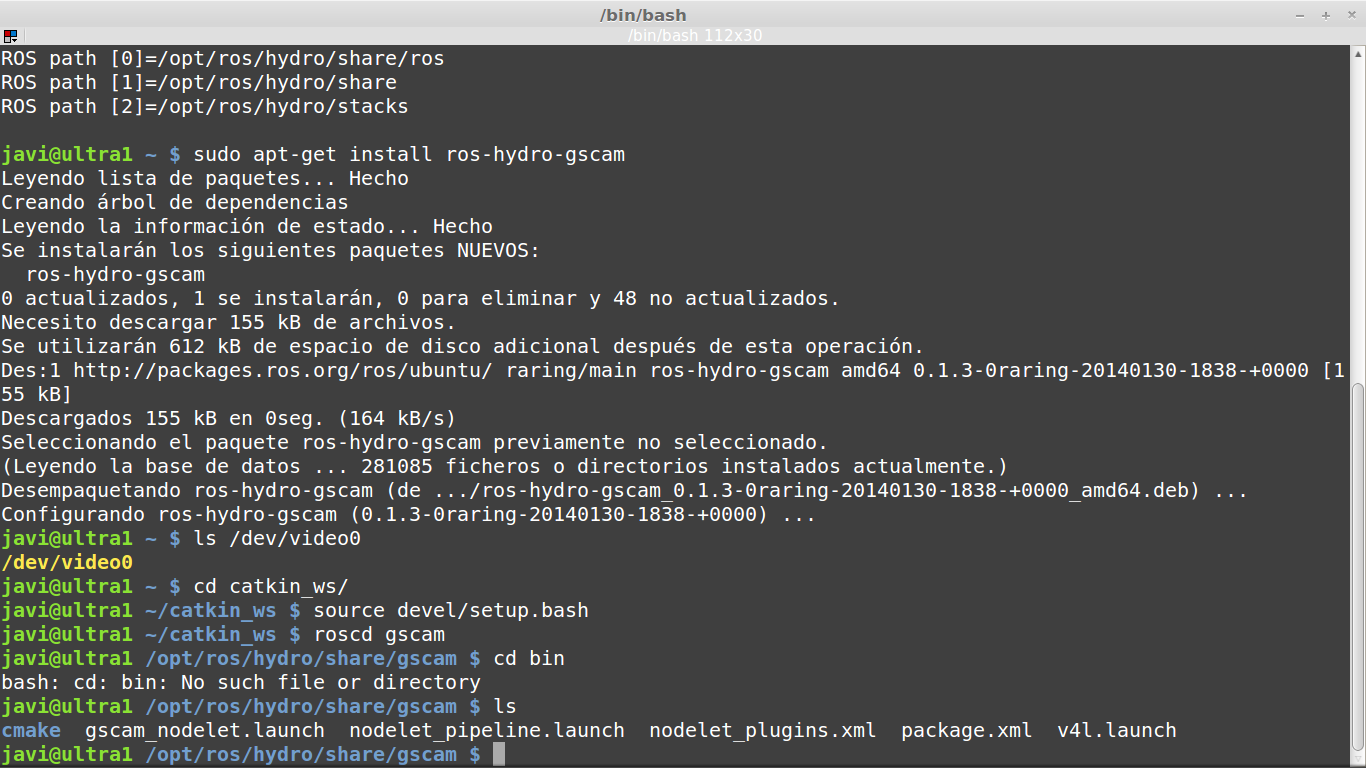 /bin/bash
/bin/bash 112x30
ROS path [0]=/opt/ros/hydro/share/ros
ROS path [1]=/opt/ros/hydro/share
ROS path [2]=/opt/ros/hydro/stacks
javi@ultra1 ~ $ sudo apt-get install ros-hydro-gscam
Leyendo lista de paquetes... Hecho
Creando árbol de dependencias
Leyendo la información de estado... Hecho
Se instalarán los siguientes paquetes NUEVOS:
  ros-hydro-gscam
0 actualizados, 1 se instalarán, 0 para eliminar y 48 no actualizados.
Necesito descargar 155 kB de archivos.
Se utilizarán 612 kB de espacio de disco adicional después de esta operación.
Des:1 http://packages.ros.org/ros/ubuntu/ raring/main ros-hydro-gscam amd64 0.1.3-0raring-20140130-1838-+0000 [1
55 kB]
Descargados 155 kB en 0seg. (164 kB/s)
Seleccionando el paquete ros-hydro-gscam previamente no seleccionado.
(Leyendo la base de datos ... 281085 ficheros o directorios instalados actualmente.)
Desempaquetando ros-hydro-gscam (de .../ros-hydro-gscam_0.1.3-0raring-20140130-1838-+0000_amd64.deb) ...
Configurando ros-hydro-gscam (0.1.3-0raring-20140130-1838-+0000) ...
javi@ultra1 ~ $ ls /dev/video0
/dev/video0
javi@ultra1 ~ $ cd catkin_ws/
javi@ultra1 ~/catkin_ws $ source devel/setup.bash
javi@ultra1 ~/catkin_ws $ roscd gscam
javi@ultra1 /opt/ros/hydro/share/gscam $ cd bin
bash: cd: bin: No such file or directory
javi@ultra1 /opt/ros/hydro/share/gscam $ ls
cmake  gscam_nodelet.launch  nodelet_pipeline.launch  nodelet_plugins.xml  package.xml  v4l.launch
javi@ultra1 /opt/ros/hydro/share/gscam $